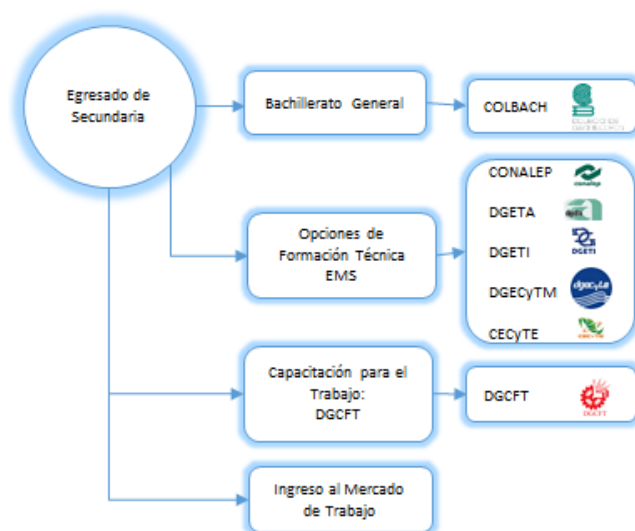 Egresado de
Secundaria
Bachillerato General
COLBACH
Opciones de
Formación Técnica
EMS
CONALEP
conalep
DGETA
DGETI
DGETI
DGECyTM
dgecyta
CECyTE
Capacitación para el
Trabajo:
DGCFT
DGCFT
DGCFT
Ingreso al Mercado
de Trabajo